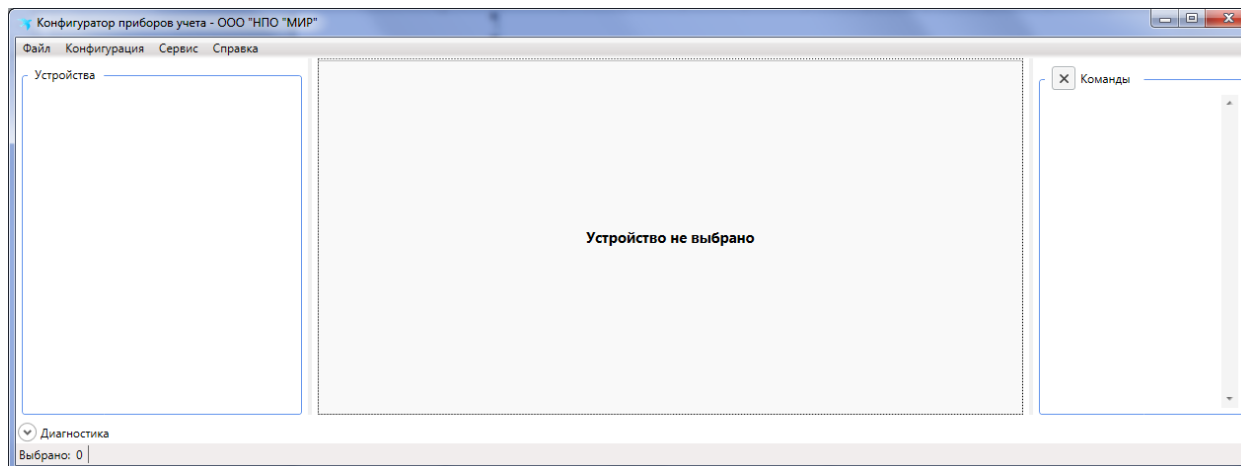 Конфигуратор приборов учета - ООО "НПО "МИР"
Файл Конфигурация Сервис Справка
Устройства
Команды
Устройство не выбрано
Диагностика
Выбрано: 0